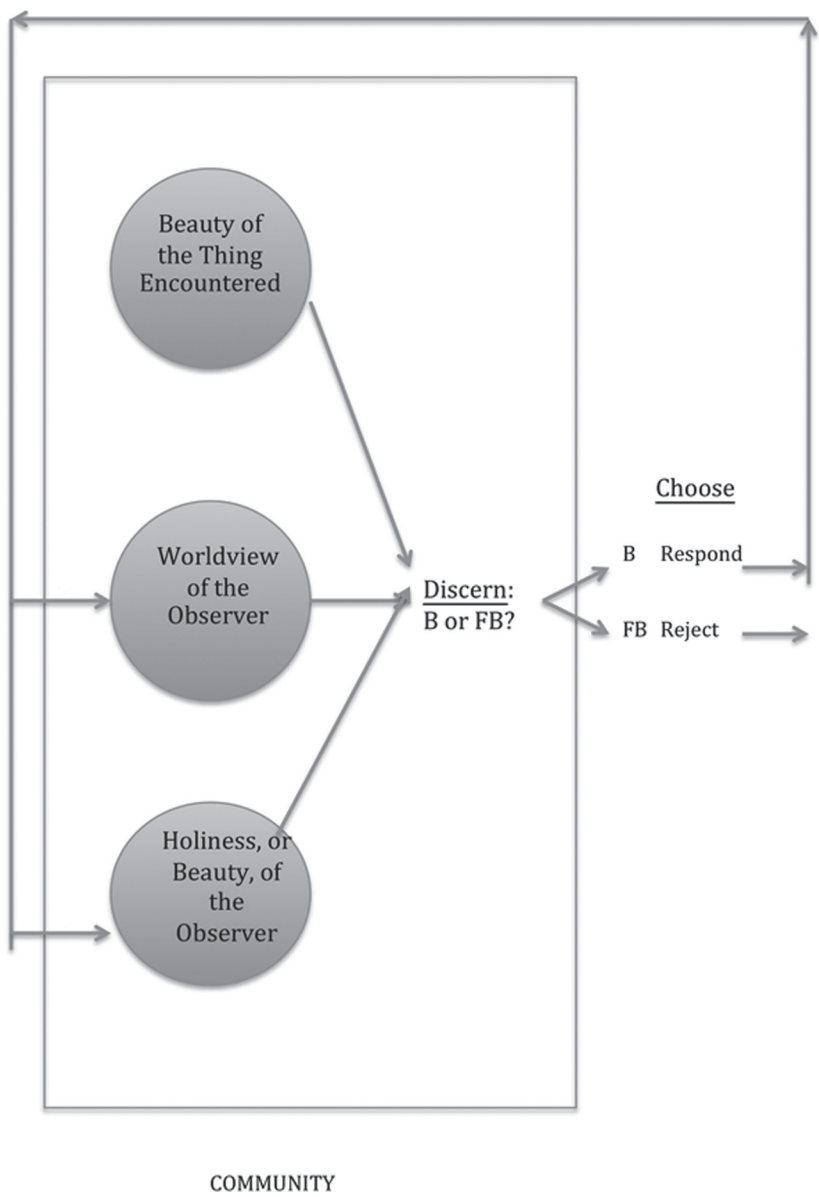 Beauty of
the Thing
Encountered
Worldview
of the
Observer
Holiness, or
Beauty, of
the
Observer
Discern:
B or FB?
Choose
B Respond
FB Reject
COMMUNITY